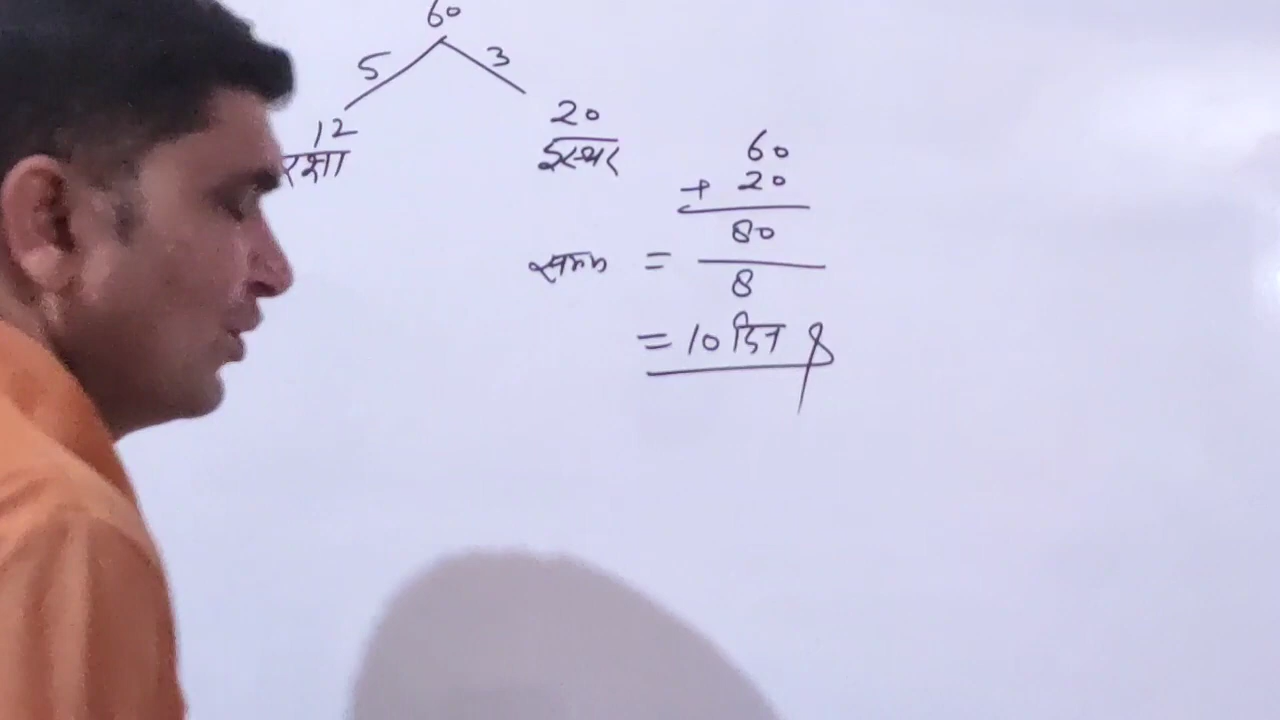 60
5 3
12 20
रक्षा ईश्वर
60
+ 20
80
समय = 8
= 10 दिन